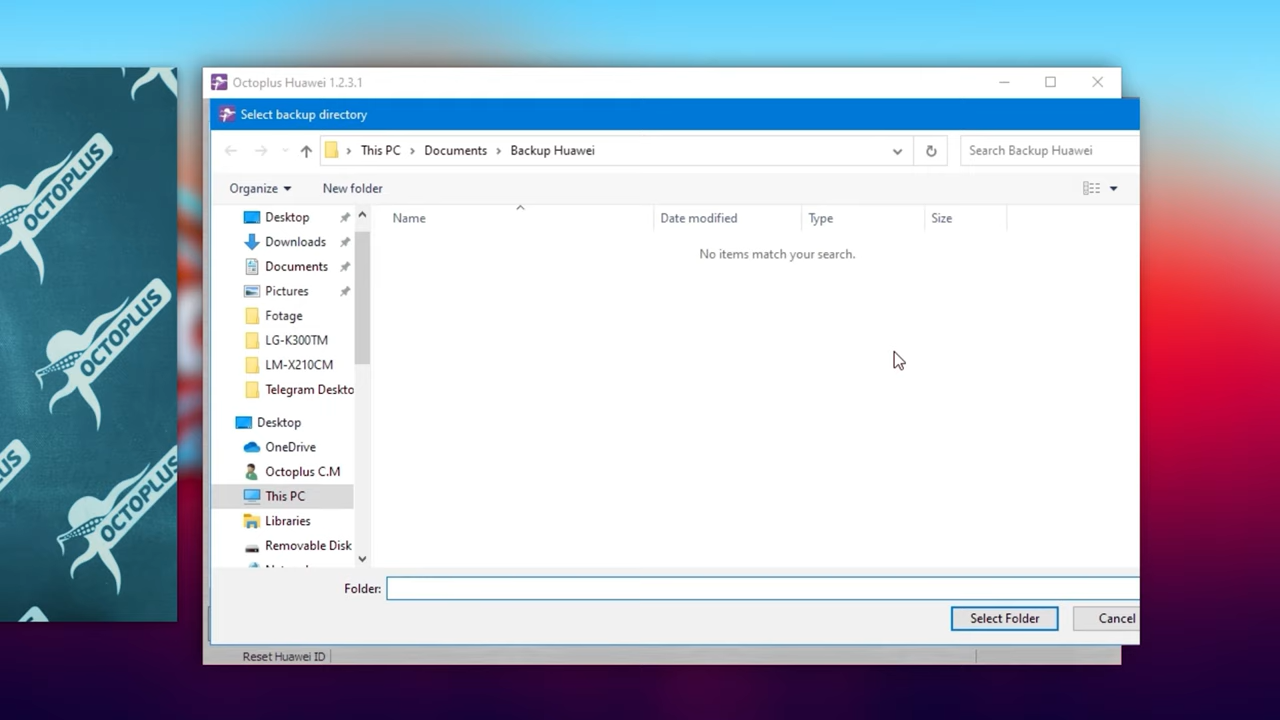 Octoplus Huawei 1.2.3.1
Select backup directory
This PC > Documents > Backup Huawei
Search Backup Huawei
Organize
New folder
Name
Date modified
Type
Size
No items match your search.
Desktop
Downloads
Documents
Pictures
Fotage
LG-K300TM
LM-X210CM
Telegram Deskto
Desktop
OneDrive
Octoplus C.M
This PC
Libraries
Removable Disk
Folder:
Select Folder
Cancel
Reset Huawei ID
OCTOPLUS
OCTOPLUS
OCTOPLUS